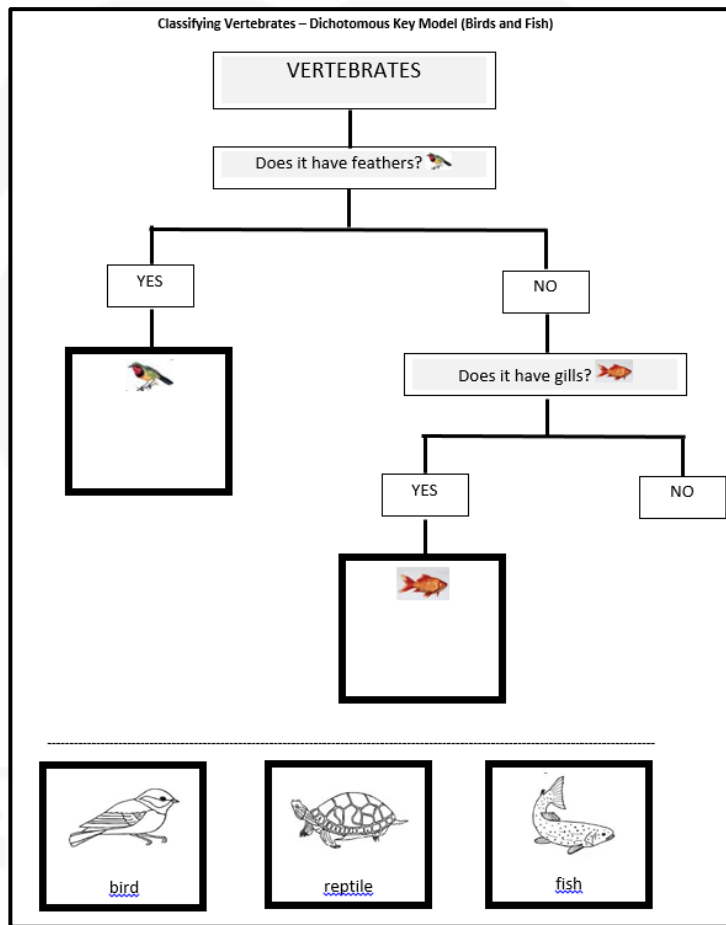 Classifying Vertebrates – Dichotomous Key Model (Birds and Fish)
VERTEBRATES
Does it have feathers?
YES
NO
Does it have gills?
YES
NO
bird
reptile
fish